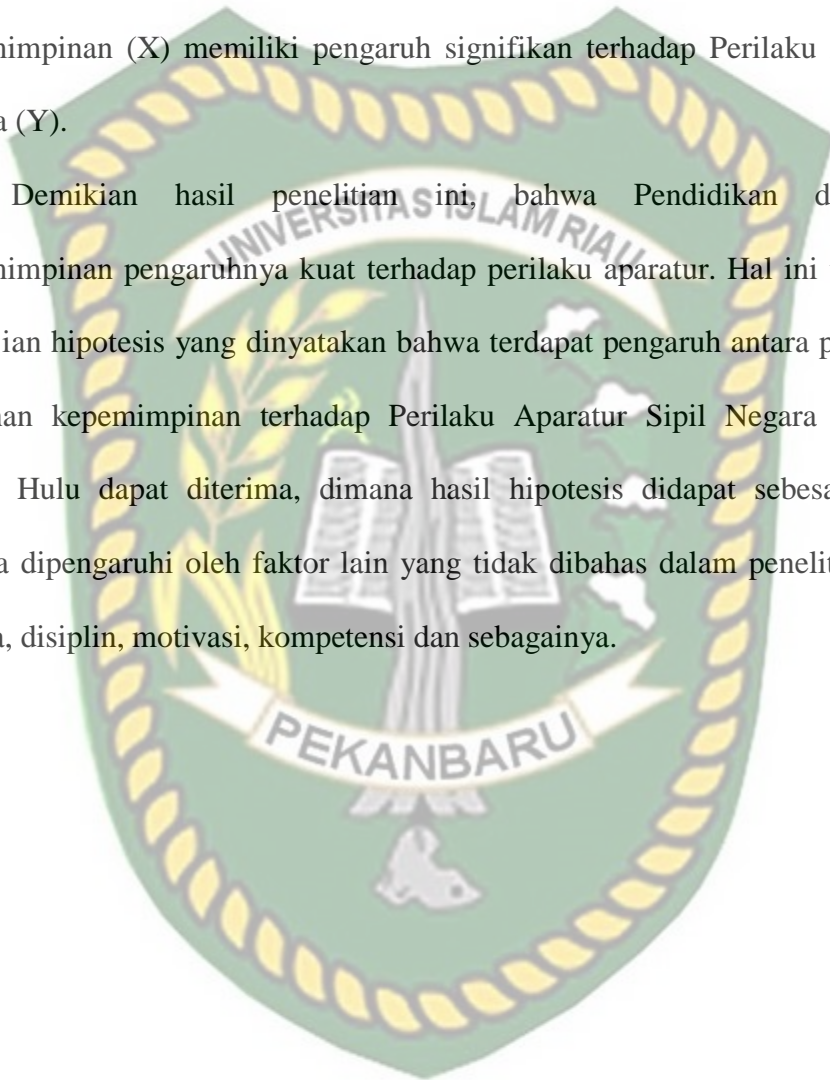 himpinan (X) memiliki pengaruh signifikan terhadap Perilaku
a (Y).
Demikian hasil penelitian ini, bahwa Pendidikan d
himpinan pengaruhnya kuat terhadap perilaku aparatur. Hal ini
ian hipotesis yang dinyatakan bahwa terdapat pengaruh antara p
nan kepemimpinan terhadap Perilaku Aparatur Sipil Negara
Hulu dapat diterima, dimana hasil hipotesis didapat sebesa
a dipengaruhi oleh faktor lain yang tidak dibahas dalam penelit
a, disiplin, motivasi, kompetensi dan sebagainya.
UNIVERSITAS ISLAM RIAU
PEKANBARU